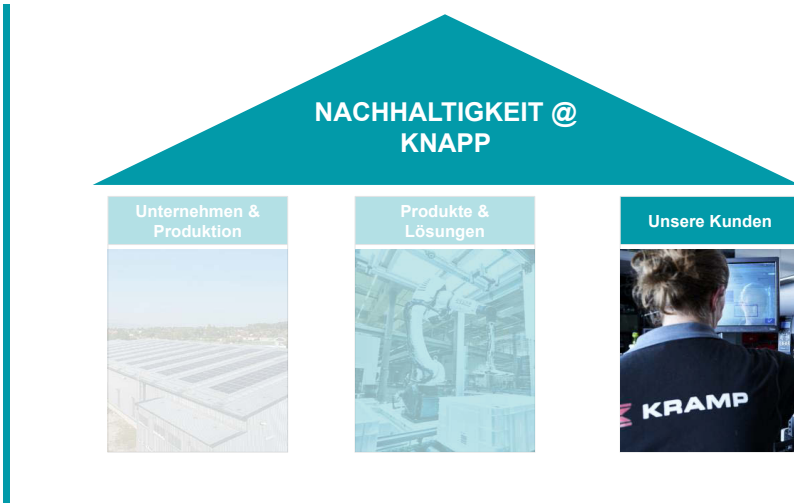 NACHHALTIGKEIT @
KNAPP
Unternehmen &
Produktion
Produkte &
Lösungen
Unsere Kunden
KRAMP